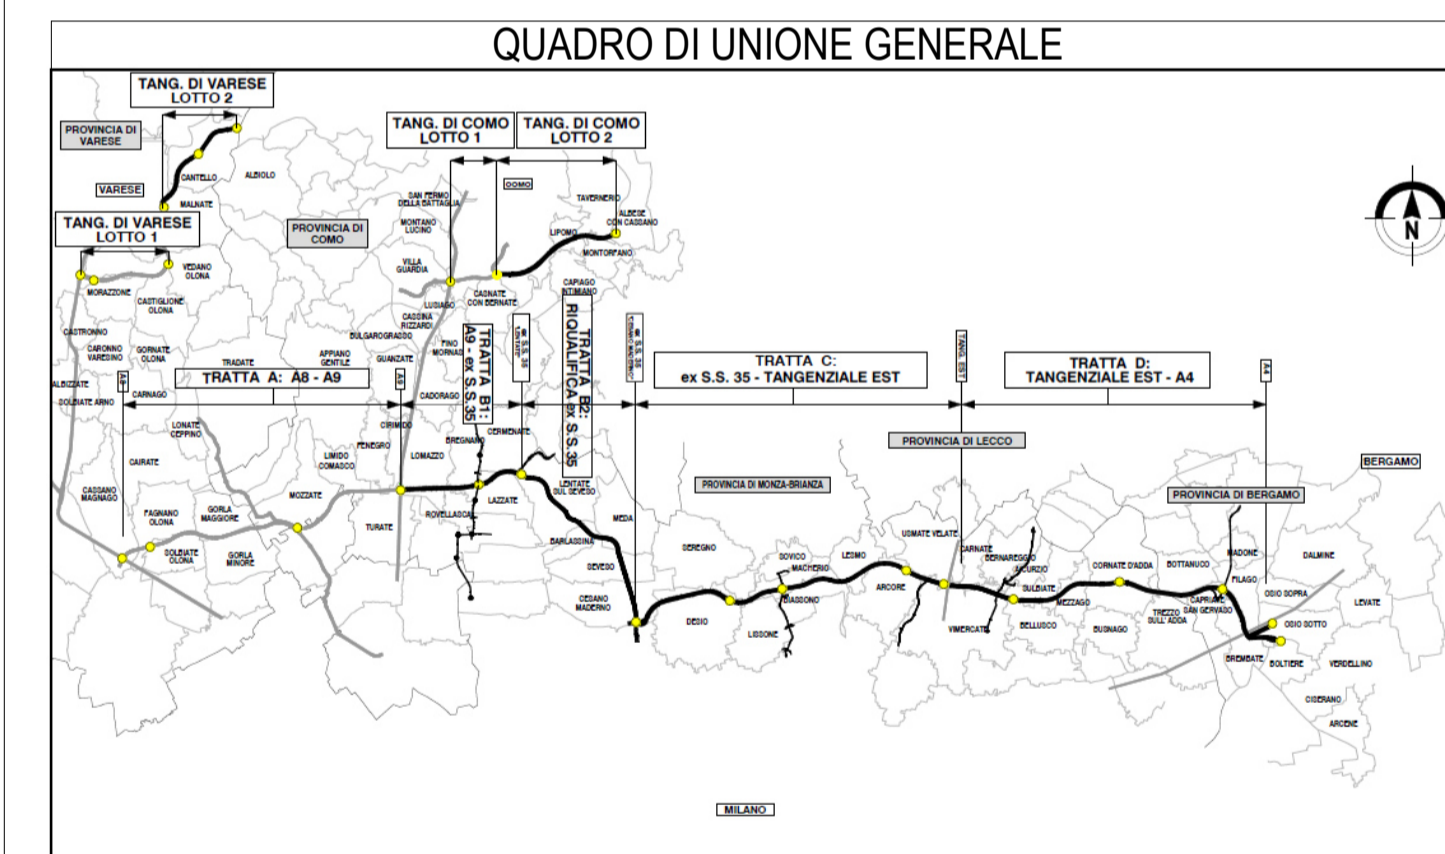 QUADRO DI UNIONE GENERALE
TANG. DI VARESE
LOTTO 2
PROVINCIA DI
VARESE
TANG. DI COMO
LOTTO 1
TANG. DI COMO
LOTTO 2
CANTELLO
ALBIOLO
VARESE
MALNATE
COMO
SAN FERMO
DELLA BATTAGLIA
TAVERNERIO
ALBESE
CON CASSANO
TANG. DI VARESE
LOTTO 1
PROVINCIA DI
COMO
MONTANO
LUCINO
LIPOMO
MONTORFANO
N
VEDANO
OLONA
VILLA
GUARDIA
MORAZZONE
CASTIGLIONE
OLONA
LUISAGO
CASNATE
CON BERNATE
CAPIAGO
INTIMIANO
CASSINA
RIZZARDI
CASTRONNO
BULGAROGRASSO
FINO
MORNASCO
CARONNO
VARESINO
GORNATE
OLONA
TRADATE
APPIANO
GENTILE
GUANZATE
TRATTA B1:
A9 - ex S.S.35
ex S.S. 35
TRATTA B2:
RIQUALIFICA ex S.S.35
ex S.S. 35
TRATTA C:
ex S.S. 35 - TANGENZIALE EST
TANG. EST
TRATTA D:
TANGENZIALE EST - A4
A4
ALBIZZATE
SOLBIATE ARNO
A8
CARNAGO
TRATTA A: A8 - A9
A9
CADORAGO
LONATE
CEPPINO
CIRIMIDO
FENEGRO
BREGNANO
CERMENATE
PROVINCIA DI LECCO
CAIRATE
LIMIDO
COMASCO
LOMAZZO
BERGAMO
CASSANO
MAGNAGO
MOZZATE
LAZZATE
LENTATE
SUL SEVESO
PROVINCIA DI MONZA-BRIANZA
PROVINCIA DI BERGAMO
FAGNANO
OLONA
GORLA
MAGGIORE
TURATE
ROVELLASCA
MEDA
SOLBIATE
OLONA
GORLA
MINORE
BARLASSINA
SEREGNO
SOVICO
MACHERIO
LESMO
USMATE VELATE
CARNATE
BERNAREGGIO
SEVESO
CORNATE D'ADDA
BOTTANUCO
MADONE
DALMINE
FILAGO
CESANO
MADERNO
DESIO
BIASSONO
LISSONE
ARCORE
VIMERCATE
SULBIATE
MEZZAGO
BELLUSCO
BUSNAGO
TREZZO
SULL' ADDA
CAPRIATE
SAN GERVASO
OSIO SOPRA
OSIO SOTTO
LEVATE
BREMBATE
BOLTIERE
VERDELLINO
CISERANO
ARCENE
MILANO